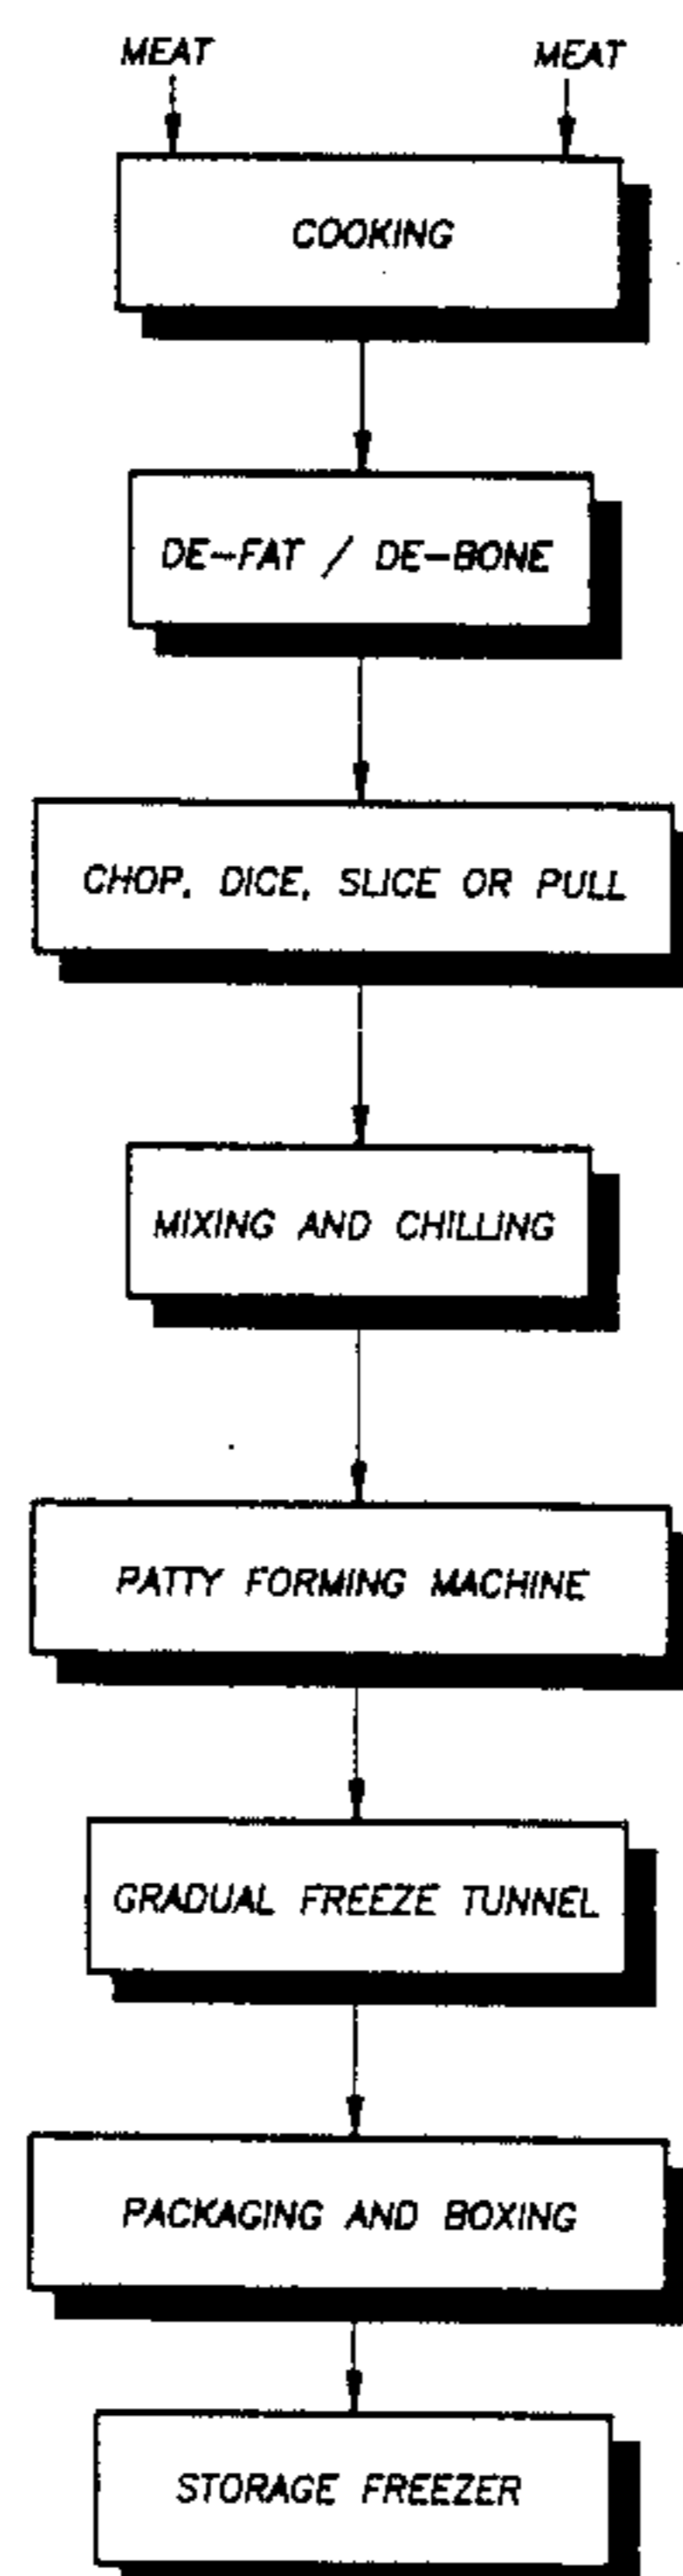 MEAT MEAT
COOKING
DE-FAT / DE-BONE
CHOP, DICE, SLICE OR PULL
MIXING AND CHILLING
PATTY FORMING MACHINE
GRADUAL FREEZE TUNNEL
PACKAGING AND BOXING
STORAGE FREEZER